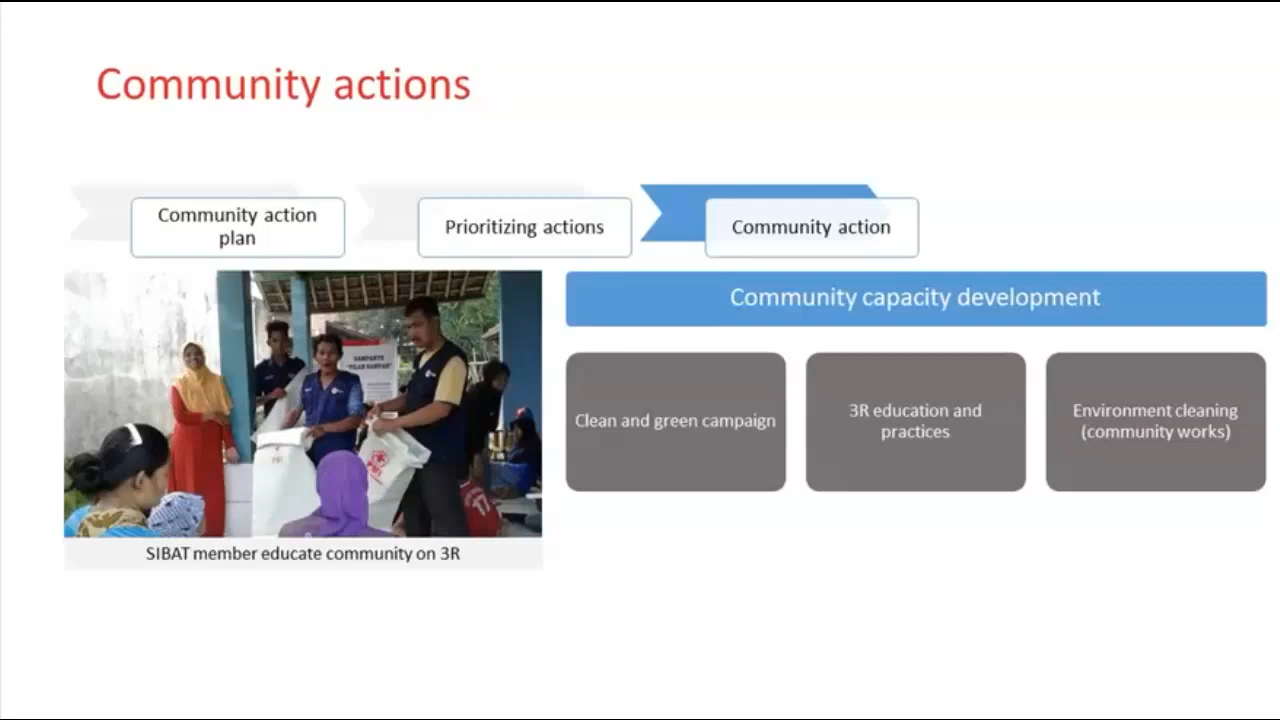 Community actions
Community action
plan
Prioritizing actions
Community action
Community capacity development
Clean and green campaign
3R education and
practices
Environment cleaning
(community works)
SIBAT member educate community on 3R
17